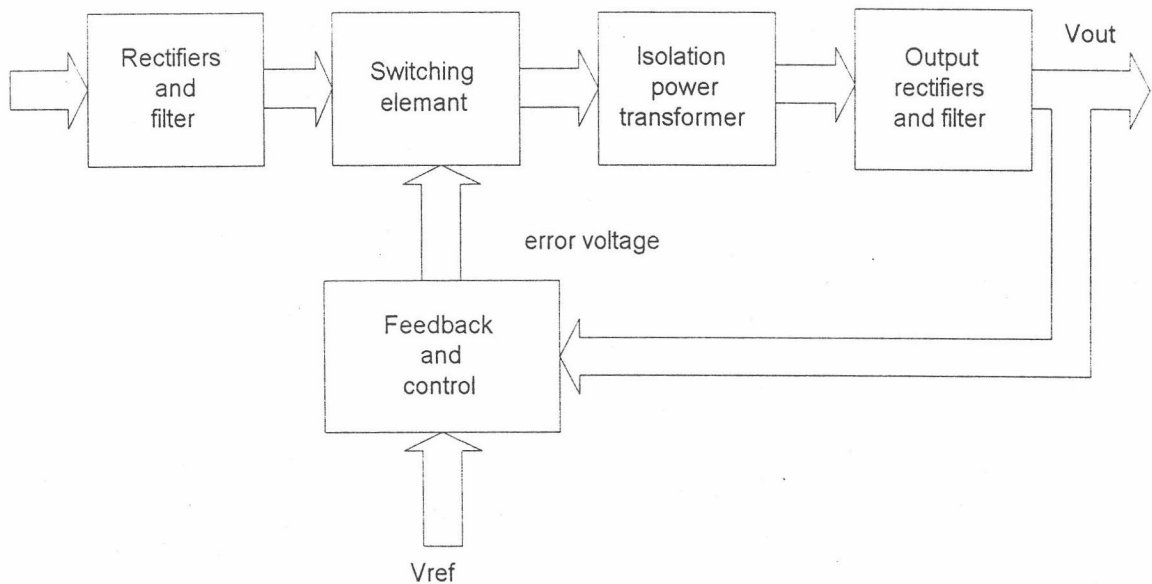 Rectifiers
and
filter
Switching
elemant
Isolation
power
transformer
Output
rectifiers
and filter
Vout
error voltage
Feedback
and
control
Vref